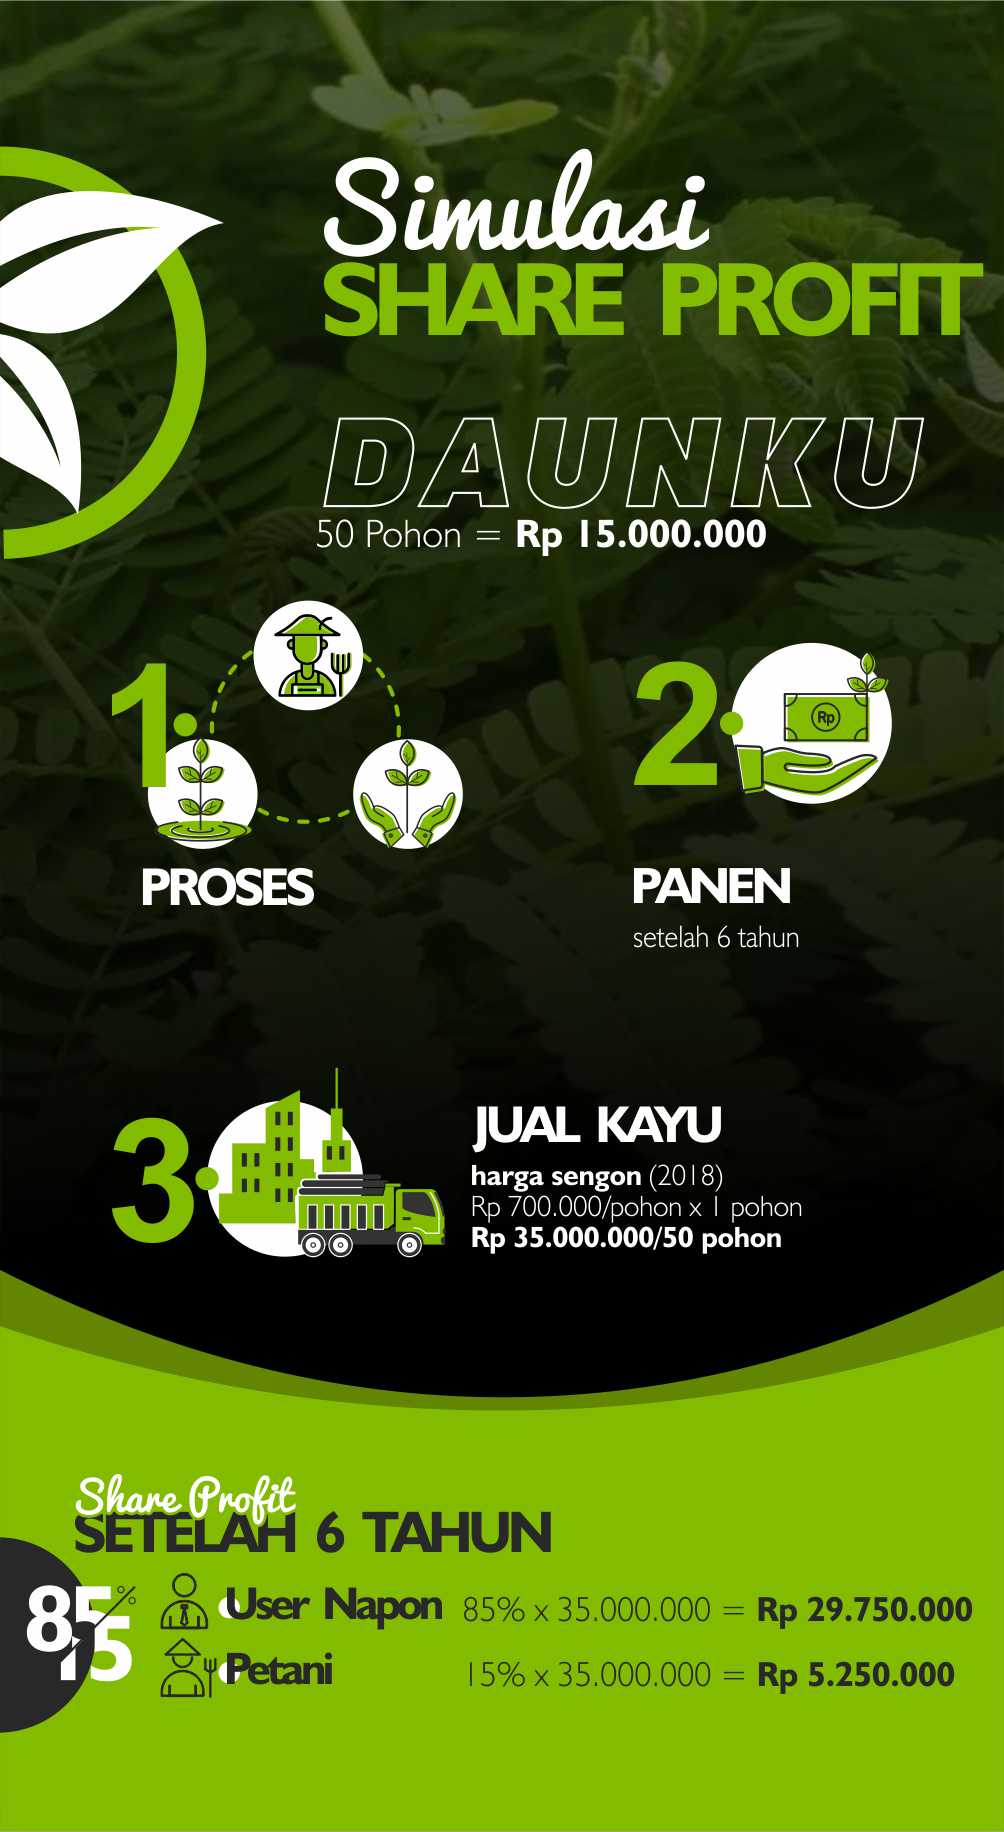 Simulasi
SHARE PROFIT
DAUNKU
50 Pohon = Rp 15.000.000
1
PROSES
2
Rp
PANEN
setelah 6 tahun
3
JUAL KAYU
harga sengon (2018)
Rp 700.000/pohon x 1 pohon
Rp 35.000.000/50 pohon
Share Profit
SETELAH 6 TAHUN
85%
15
User Napon 85% x 35.000.000 = Rp 29.750.000
Petani 15% x 35.000.000 = Rp 5.250.000